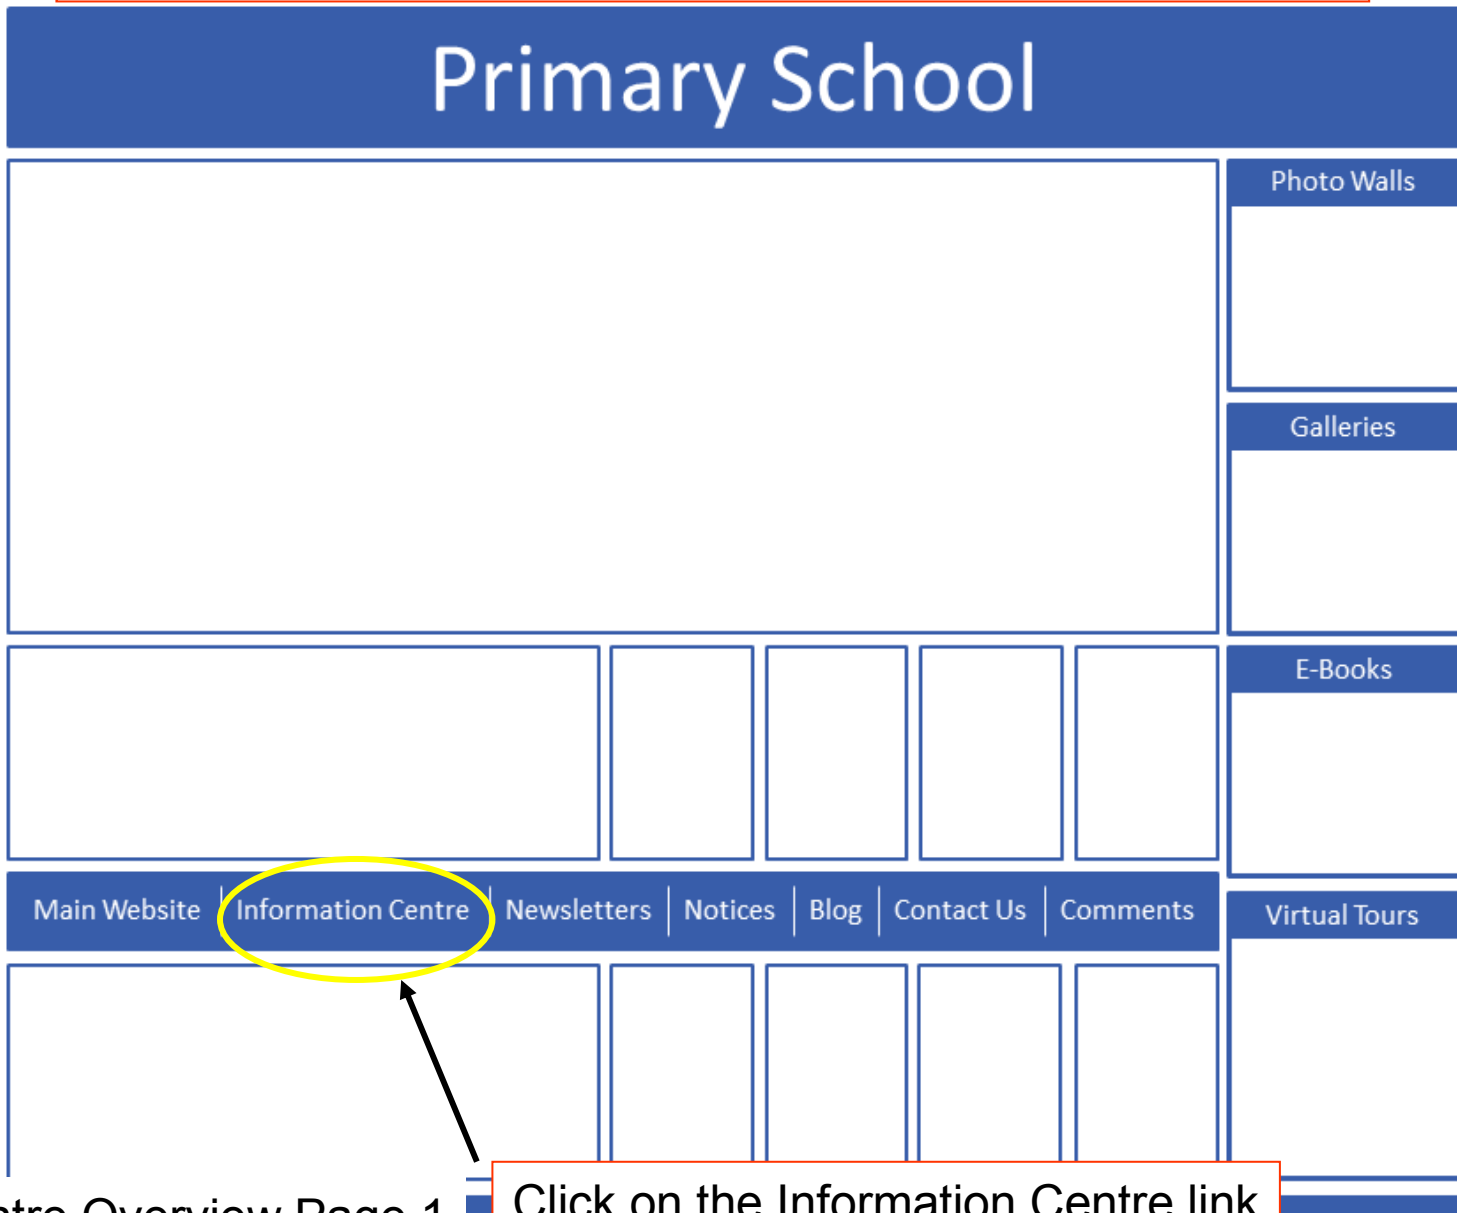 Primary School
Photo Walls
Galleries
E-Books
Main Website Information Centre Newsletters Notices Blog Contact Us Comments
Virtual Tours
Overview Page 1
Click on the Information Centre link